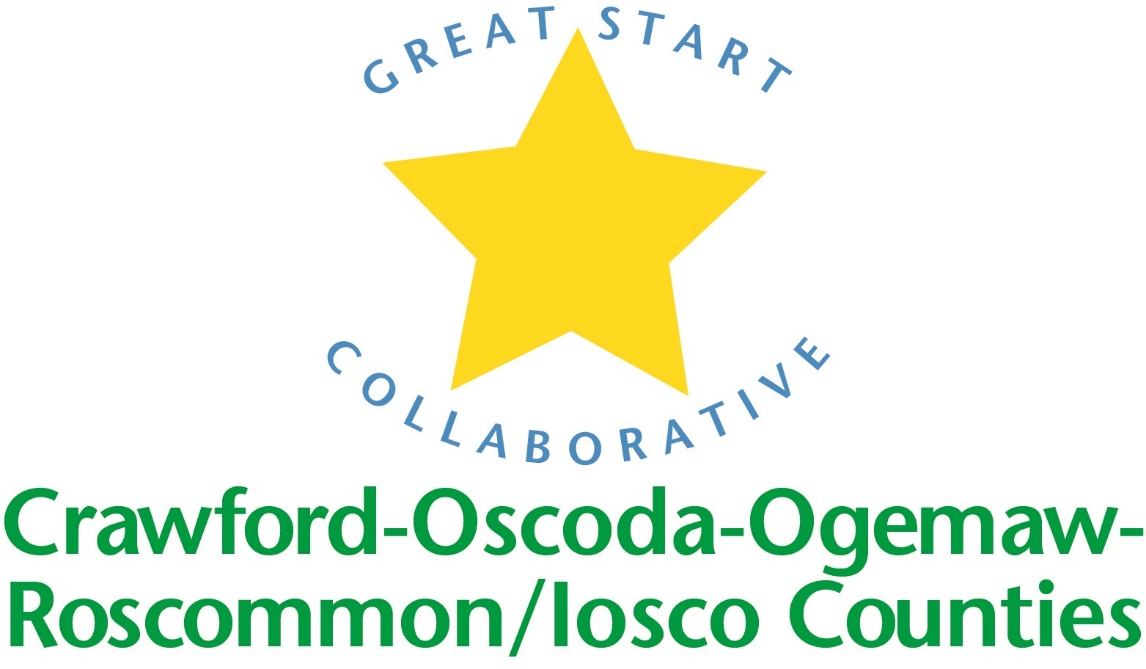 GREAT START
COLLABORATIVE
Crawford-Oscoda-Ogemaw-
Roscommon/Iosco Counties